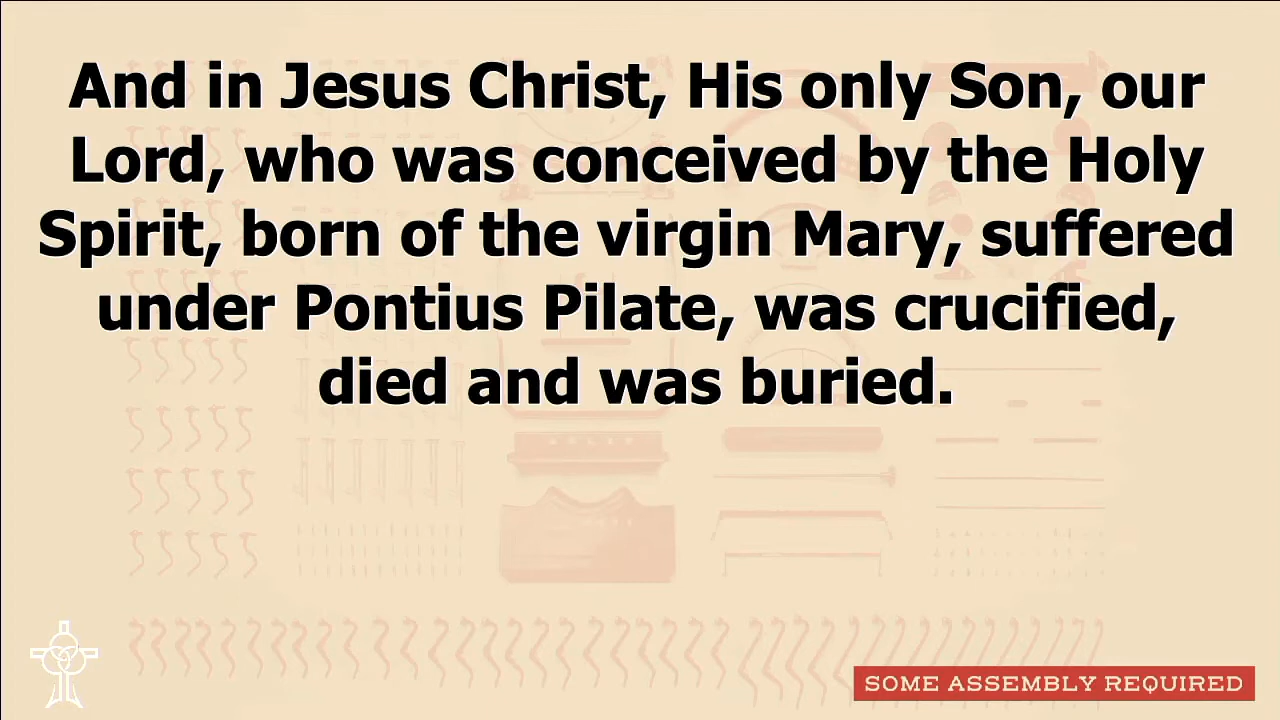 And in Jesus Christ, His only Son, our
Lord, who was conceived by the Holy
Spirit, born of the virgin Mary, suffered
under Pontius Pilate, was crucified,
died and was buried.
SOME ASSEMBLY REQUIRED